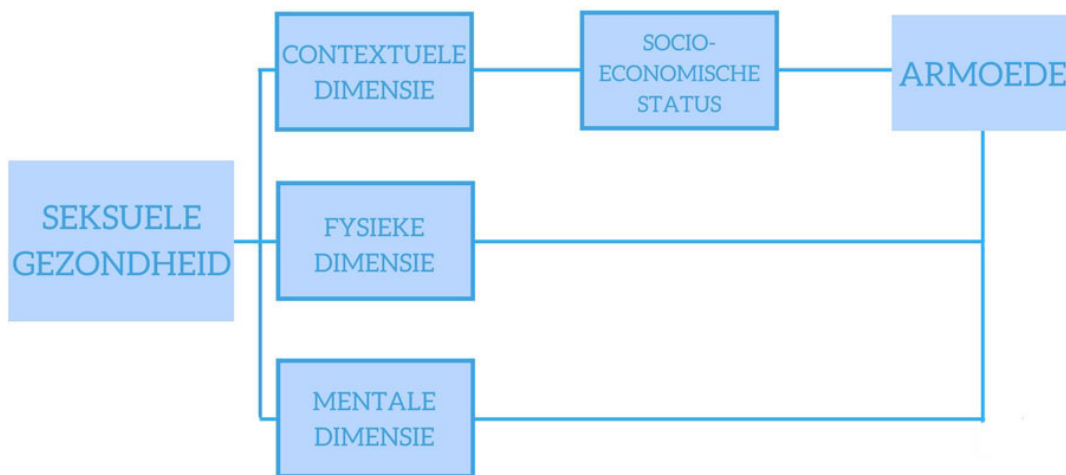 CONTEXTUELE
DIMENSIE
SOCIO-
ECONOMISCHE
STATUS
ARMOEDE
SEKSUELE
GEZONDHEID
FYSIEKE
DIMENSIE
MENTALE
DIMENSIE